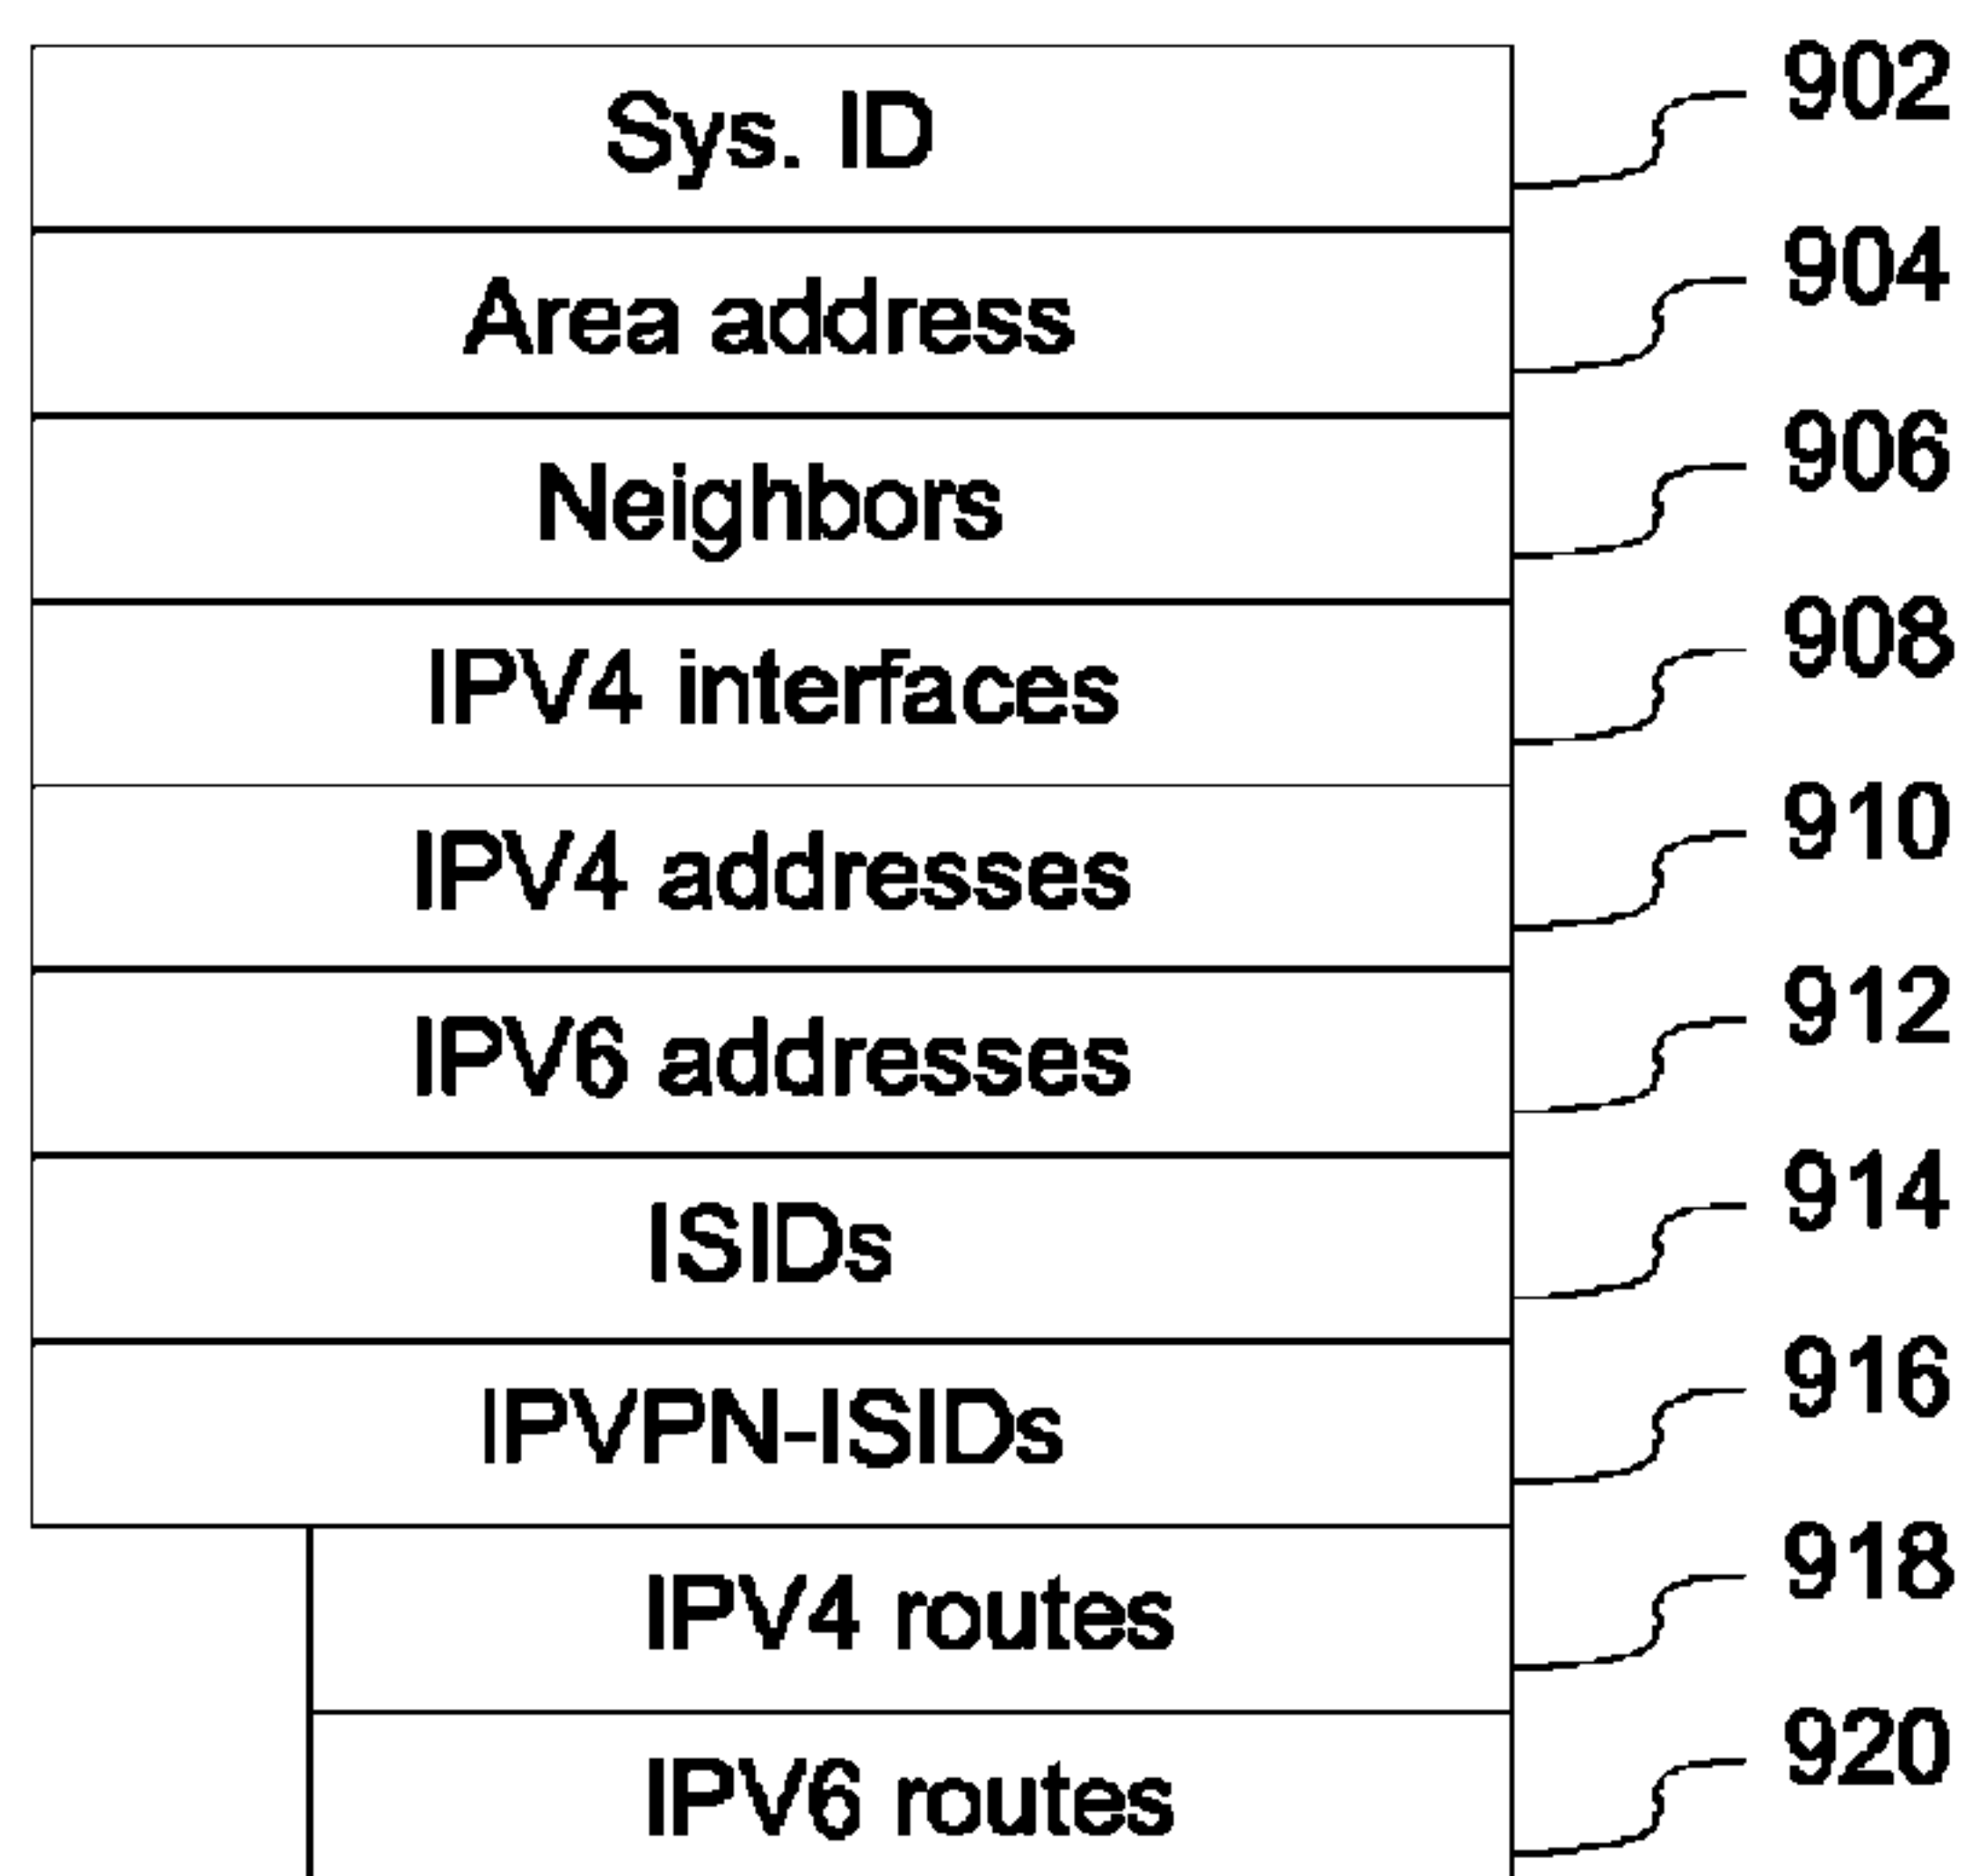 Sys. ID 902
Area address 904
Neighbors 906
IPV4 interfaces 908
IPV4 addresses 910
IPV6 addresses 912
ISIDs 914
IPVPN-ISIDs 916
IPV4 routes 918
IPV6 routes 920